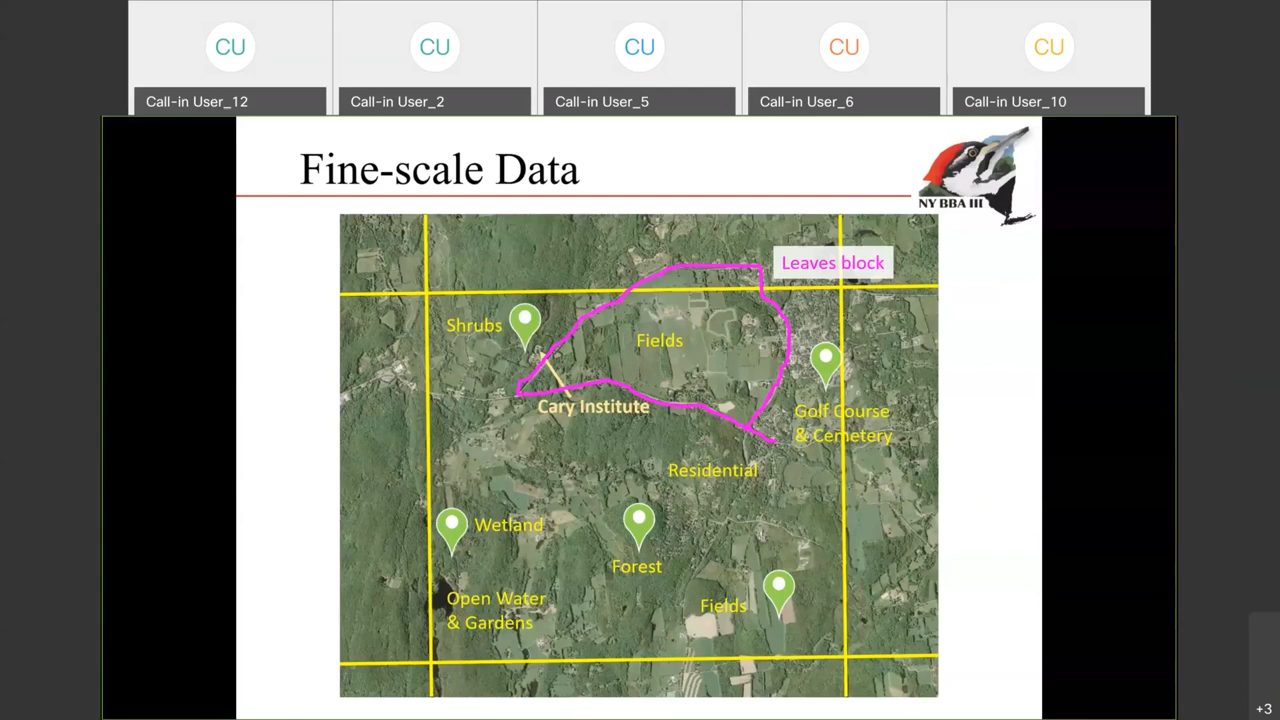 CU
CU
CU
CU
CU
Call-in User_12
Call-in User_2
Call-in User_5
Call-in User_6
Call-in User_10
Fine-scale Data
NY BBA III
Leaves block
Shrubs
Fields
Cary Institute
Golf Course
& Cemetery
Residential
Wetland
Forest
Open Water
& Gardens
Fields
+3